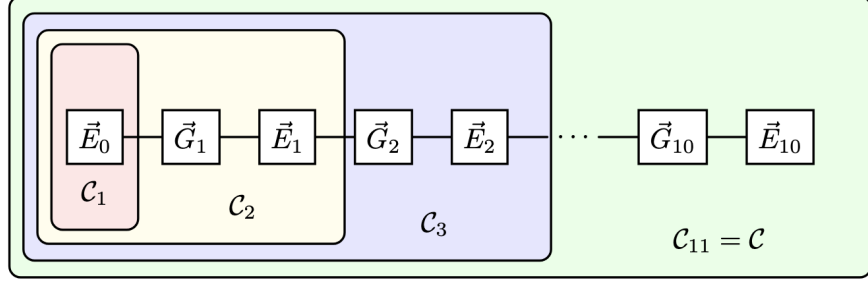 E⃗₀ G⃗₁ E⃗₁ G⃗₂ E⃗₂ ⋯ G⃗₁₀ E⃗₁₀
𝒞₁
𝒞₂
𝒞₃
𝒞₁₁ = 𝒞